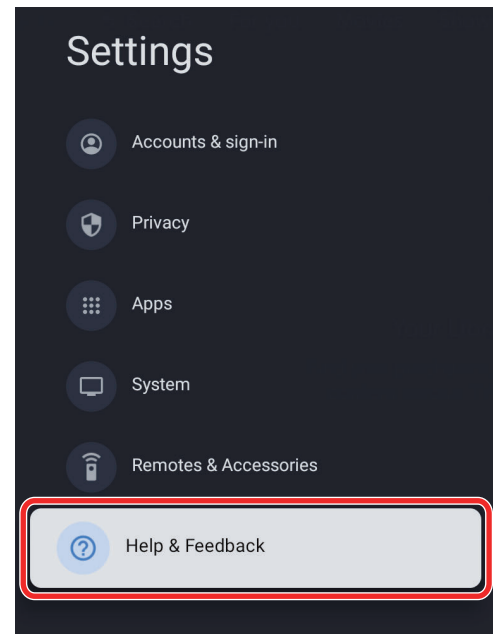 Settings
Accounts & sign-in
Privacy
Apps
System
Remotes & Accessories
Help & Feedback